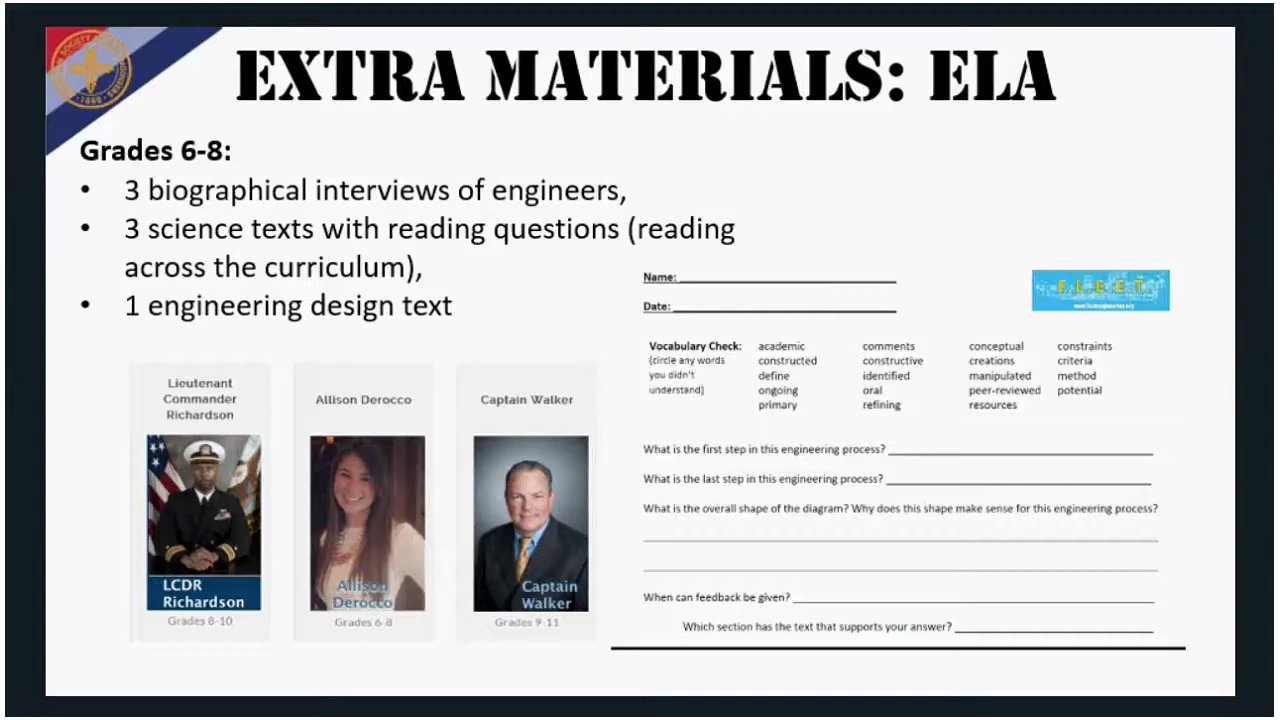 EXTRA MATERIALS: ELA
Grades 6-8:
• 3 biographical interviews of engineers,
• 3 science texts with reading questions (reading
across the curriculum),
• 1 engineering design text
Lieutenant
Commander
Richardson
LCDR
Richardson
Grades 8-10
Allison Derocco
Allison
Derocco
Grades 6-8
Captain Walker
Captain
Walker
Grades 9-11
Name:
F.L.E.E.T.
Date:
Vocabulary Check: academic comments conceptual constraints
(circle any words constructed constructive creations criteria
you didn't define identified manipulated method
understand) ongoing oral peer-reviewed potential
primary refining resources
What is the first step in this engineering process?
What is the last step in this engineering process?
What is the overall shape of the diagram? Why does this shape make sense for this engineering process?
When can feedback be given?
Which section has the text that supports your answer?